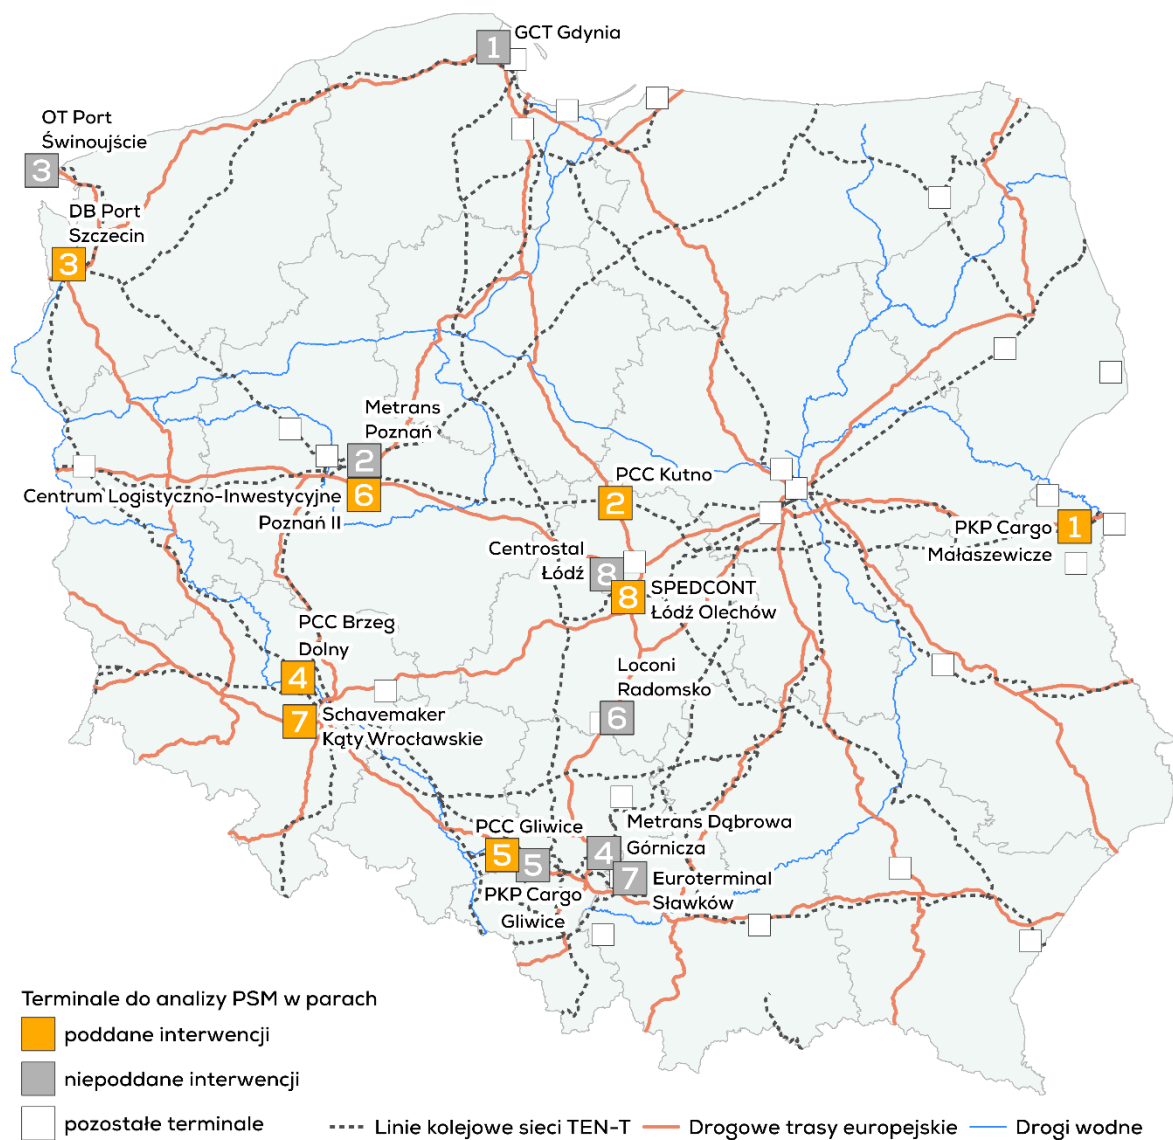 1
GCT Gdynia
OT Port
Świnoujście
3
DB Port
Szczecin
3
Metrans
Poznań
2
Centrum Logistyczno-Inwestycyjne
Poznań II
6
PCC Kutno
2
PKP Cargo
Małaszewicze
1
Centrostal
Łódź
8
8
SPEDCONT
Łódź Olechów
PCC Brzeg
Dolny
4
7
Schavemaker
Kąty Wrocławskie
Loconi
Radomsko
6
PCC Gliwice
5
5
PKP Cargo
Gliwice
Metrans Dąbrowa
Górnicza
4
7
Euroterminal
Sławków
Terminale do analizy PSM w parach
poddane interwencji
niepoddane interwencji
pozostałe terminale
Linie kolejowe sieci TEN-T
Drogowe trasy europejskie
Drogi wodne